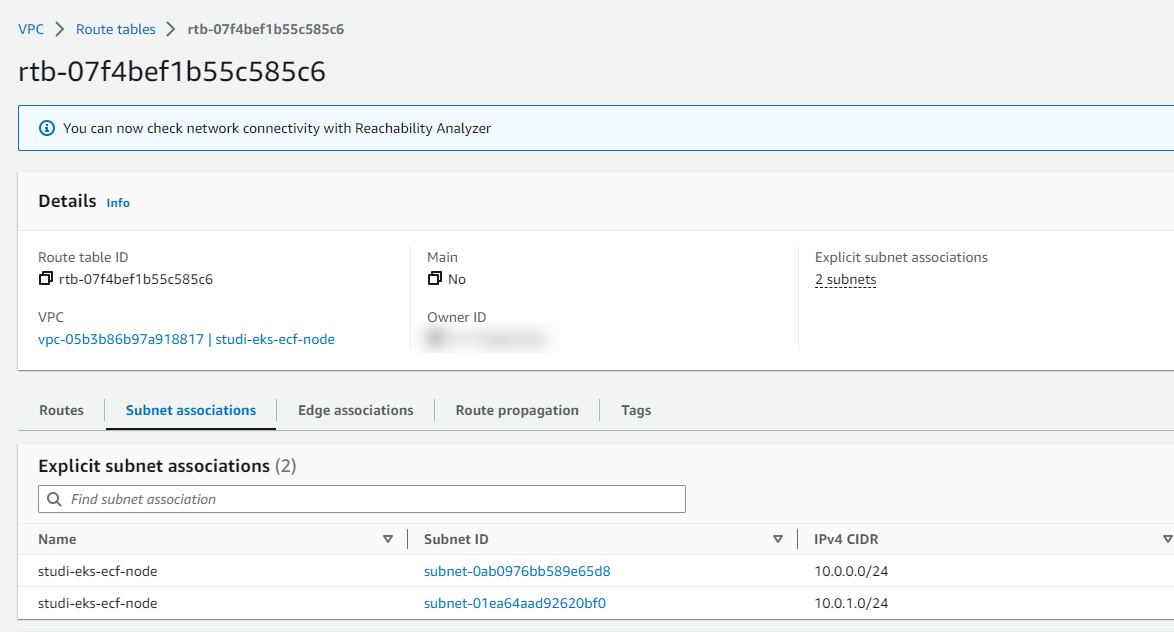 VPC > Route tables > rtb-07f4bef1b55c585c6
rtb-07f4bef1b55c585c6
You can now check network connectivity with Reachability Analyzer
Details Info
Route table ID
rtb-07f4bef1b55c585c6
Main
No
Explicit subnet associations
2 subnets
VPC
vpc-05b3b86b97a918817 | studi-eks-ecf-node
Owner ID
Routes Subnet associations Edge associations Route propagation Tags
Explicit subnet associations (2)
Find subnet association
Name Subnet ID IPv4 CIDR
studi-eks-ecf-node subnet-0ab0976bb589e65d8 10.0.0.0/24
studi-eks-ecf-node subnet-01ea64aad92620bf0 10.0.1.0/24